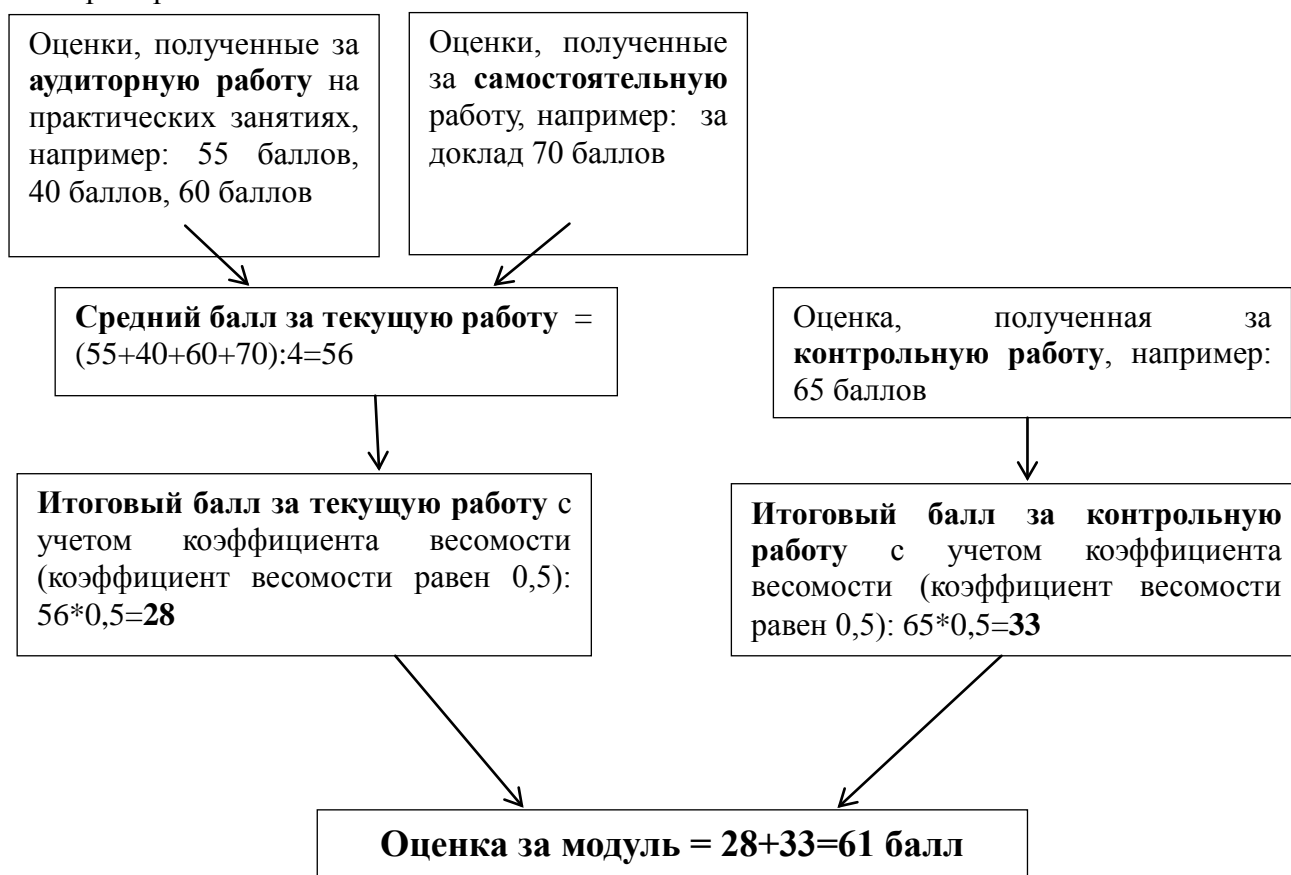 Оценки, полученные за
аудиторную работу на
практических занятиях,
например: 55 баллов,
40 баллов, 60 баллов
Оценки, полученные
за самостоятельную
работу, например: за
доклад 70 баллов
Средний балл за текущую работу =
(55+40+60+70):4=56
Оценка, полученная за
контрольную работу, например:
65 баллов
Итоговый балл за текущую работу с
учетом коэффициента весомости
(коэффициент весомости равен 0,5):
56*0,5=28
Итоговый балл за контрольную
работу с учетом коэффициента
весомости (коэффициент весомости
равен 0,5): 65*0,5=33
Оценка за модуль = 28+33=61 балл